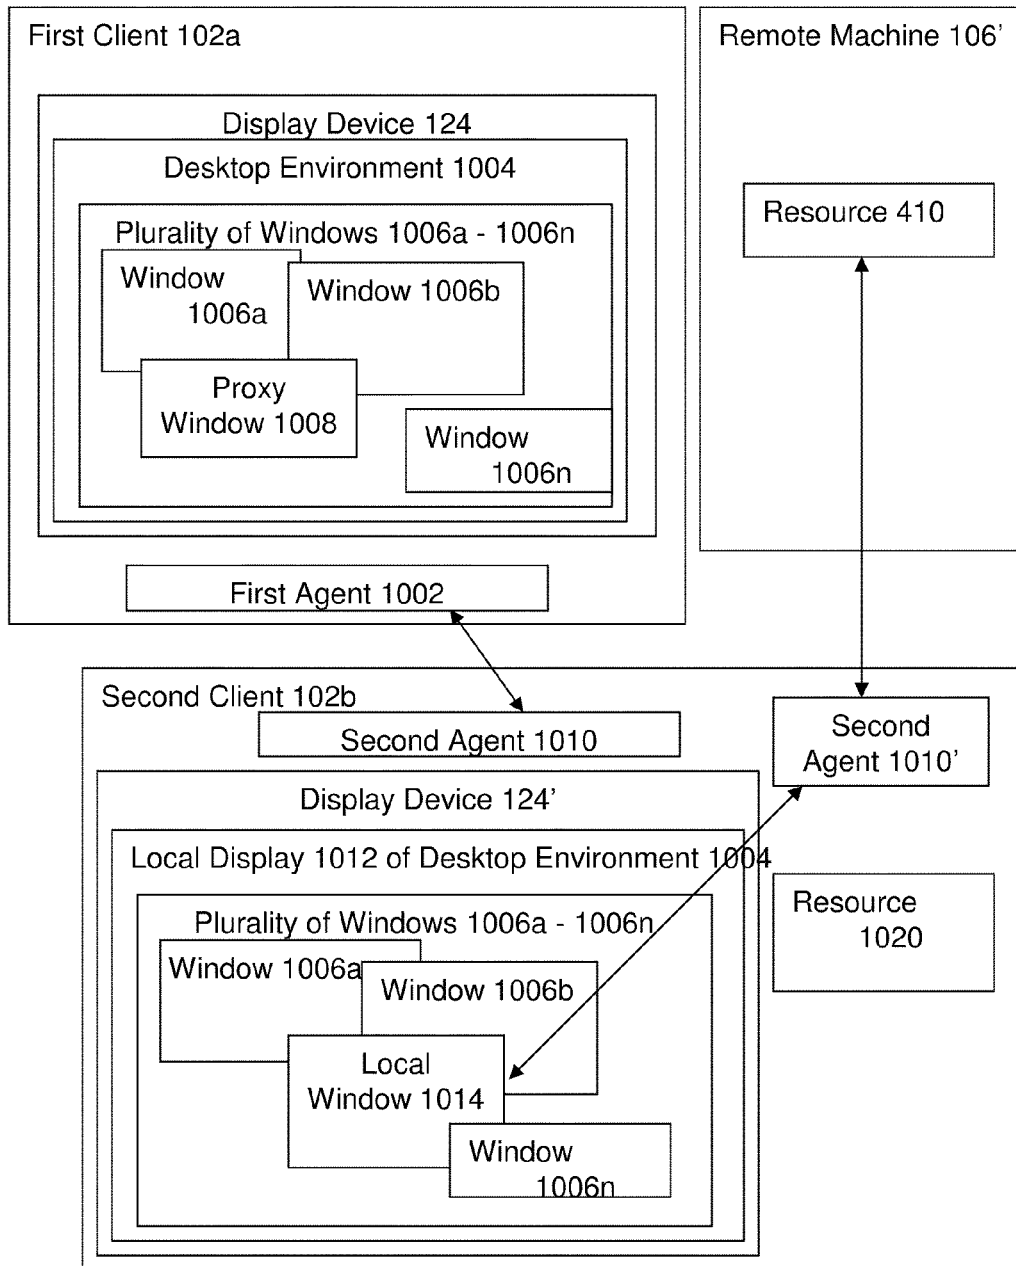 First Client 102a
Display Device 124
Desktop Environment 1004
Plurality of Windows 1006a - 1006n
Window
1006a
Window 1006b
Proxy
Window 1008
Window
1006n
First Agent 1002
Remote Machine 106’
Resource 410
Second Client 102b
Second Agent 1010
Second
Agent 1010’
Display Device 124’
Local Display 1012 of Desktop Environment 1004
Plurality of Windows 1006a - 1006n
Window 1006a
Window 1006b
Local
Window 1014
Window
1006n
Resource
1020